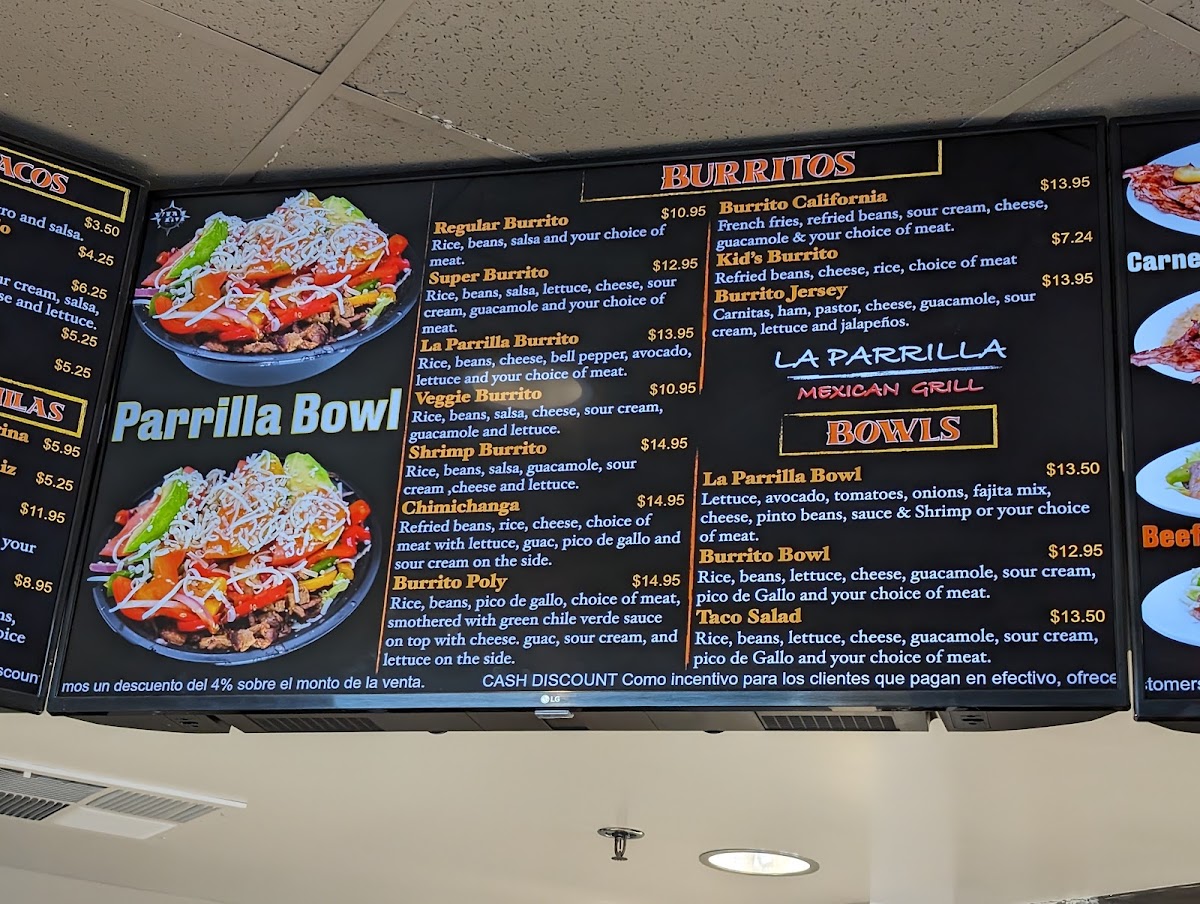 ACOS
ro and salsa.
$3.50
o
$4.25
$6.25
ur cream, salsa,
se and lettuce.
$5.25
$5.25
ILAS
ina
$5.95
iz
$5.25
$11.95
your
$8.95
ns,
oice
scoun
Parrilla Bowl
BURRITOS
Regular Burrito $10.95
Rice, beans, salsa and your choice of
meat.
Super Burrito $12.95
Rice, beans, salsa, lettuce, cheese, sour
cream, guacamole and your choice of
meat.
La Parrilla Burrito $13.95
Rice, beans, cheese, bell pepper, avocado,
lettuce and your choice of meat.
Veggie Burrito $10.95
Rice, beans, salsa, cheese, sour cream,
guacamole and lettuce.
Shrimp Burrito $14.95
Rice, beans, salsa, guacamole, sour
cream ,cheese and lettuce.
Chimichanga $14.95
Refried beans, rice, cheese, choice of
meat with lettuce, guac, pico de gallo and
sour cream on the side.
Burrito Poly $14.95
Rice, beans, pico de gallo, choice of meat,
smothered with green chile verde sauce
on top with cheese. guac, sour cream, and
lettuce on the side.
Burrito California $13.95
French fries, refried beans, sour cream, cheese,
guacamole & your choice of meat.
Kid's Burrito $7.24
Refried beans, cheese, rice, choice of meat
Burrito Jersey $13.95
Carnitas, ham, pastor, cheese, guacamole, sour
cream, lettuce and jalapeños.
LA PARRILLA
MEXICAN GRILL
BOWLS
La Parrilla Bowl $13.50
Lettuce, avocado, tomatoes, onions, fajita mix,
cheese, pinto beans, sauce & Shrimp or your choice
of meat.
Burrito Bowl $12.95
Rice, beans, lettuce, cheese, guacamole, sour cream,
pico de Gallo and your choice of meat.
Taco Salad $13.50
Rice, beans, lettuce, cheese, guacamole, sour cream,
pico de Gallo and your choice of meat.
mos un descuento del 4% sobre el monto de la venta. CASH DISCOUNT Como incentivo para los clientes que pagan en efectivo, ofrece
LG
Carne
Beef
tomers